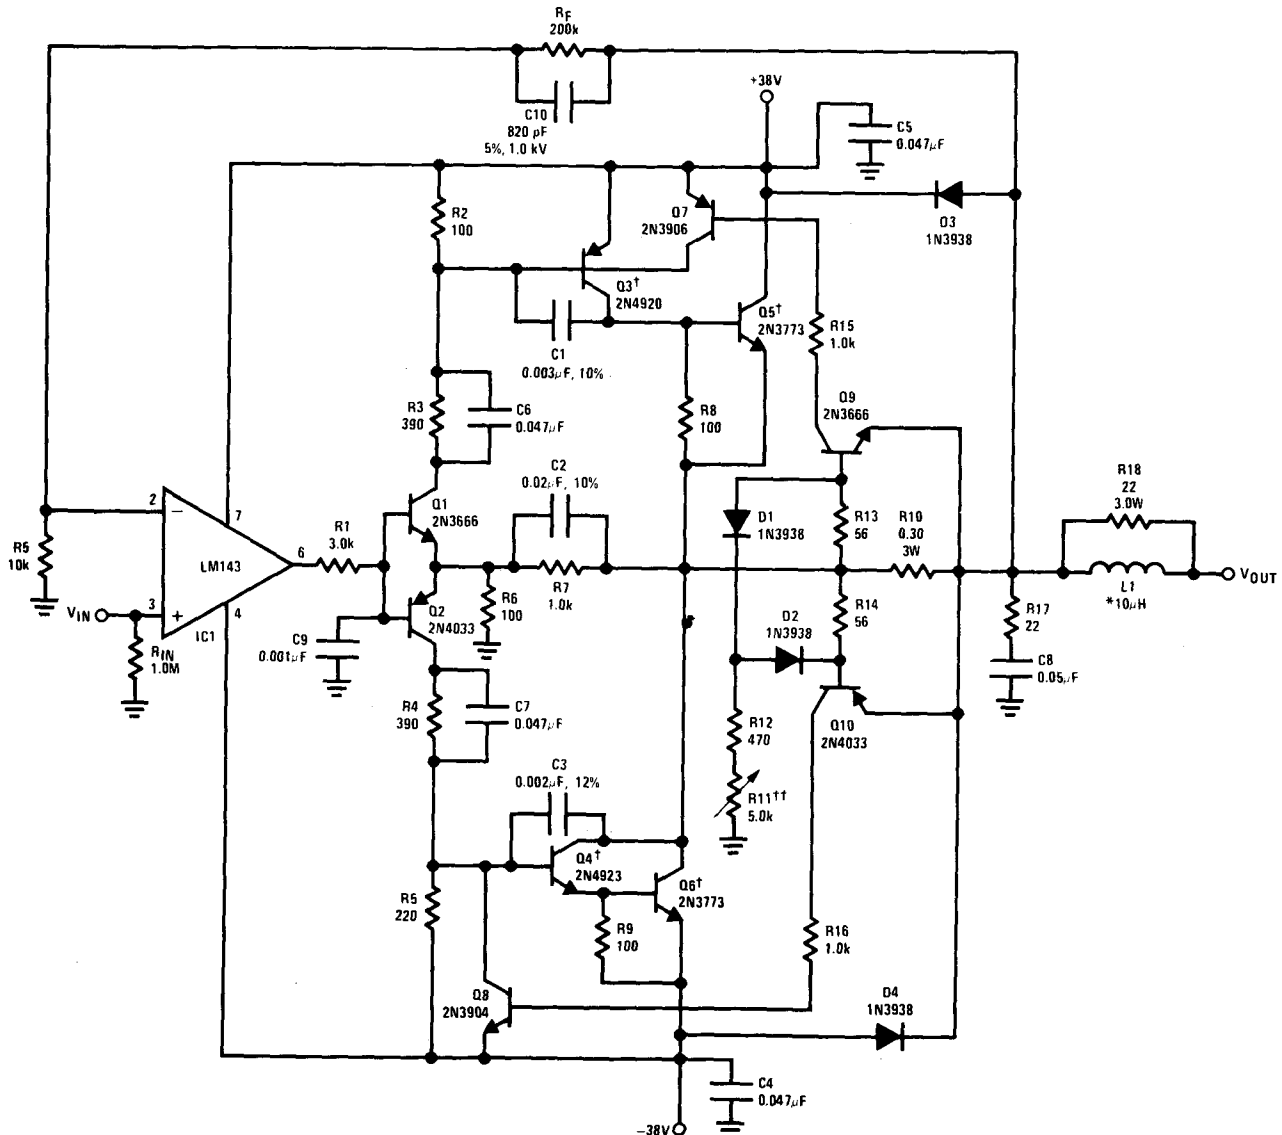 RF
200k
C10
820 pF
5%, 1.0 kV
+38V
C5
0.047μF
R2
100
Q7
2N3906
D3
1N3938
Q3†
2N4920
Q5†
2N3773
R15
1.0k
C1
0.003μF, 10%
R3
390
C6
0.047μF
R8
100
Q9
2N3666
C2
0.02μF, 10%
Q1
2N3666
D1
1N3938
R13
56
R10
0.30
3W
R18
22
3.0W
2
−
7
R1
3.0k
6
R5
10k
LM143
VIN
3
+
4
IC1
Q2
2N4033
R6
100
R7
1.0k
VOUT
L1
*10μH
RIN
1.0M
C9
0.001μF
D2
1N3938
R14
56
R17
22
C8
0.05μF
R4
390
C7
0.047μF
R12
470
Q10
2N4033
C3
0.002μF, 12%
R11††
5.0k
Q4†
2N4923
Q6†
2N3773
R5
220
R9
100
R16
1.0k
Q8
2N3904
D4
1N3938
C4
0.047μF
−38V